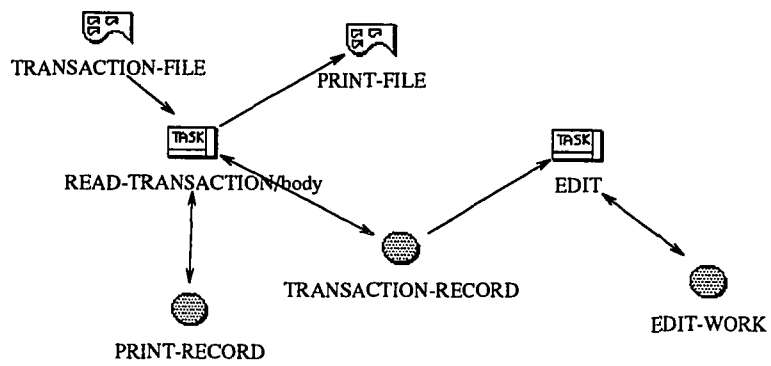 TRANSACTION-FILE
PRINT-FILE
TASK
READ-TRANSACTION/body
TASK
EDIT
TRANSACTION-RECORD
EDIT-WORK
PRINT-RECORD